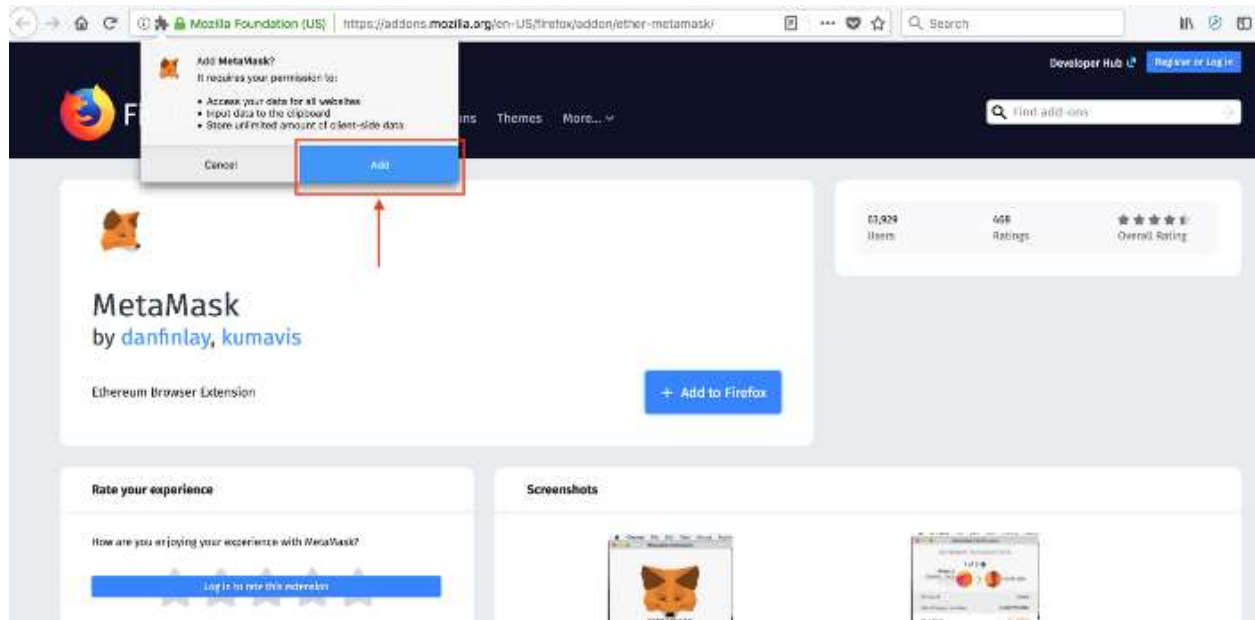 Mozilla Foundation (US)
https://addons.mozilla.org/en-US/firefox/addon/ether-metamask/
Search
Add MetaMask?
It requires your permission to:
• Access your data for all websites
• Input data to the clipboard
• Store unlimited amount of client-side data
Cancel
Add
Developer Hub
Register or Log in
F
ns
Themes
More...
Find add-ons
MetaMask
by danfinlay, kumavis
Ethereum Browser Extension
+ Add to Firefox
Users
Ratings
Overall Rating
Rate your experience
How are you enjoying your experience with MetaMask?
Log in to rate this extension
Screenshots